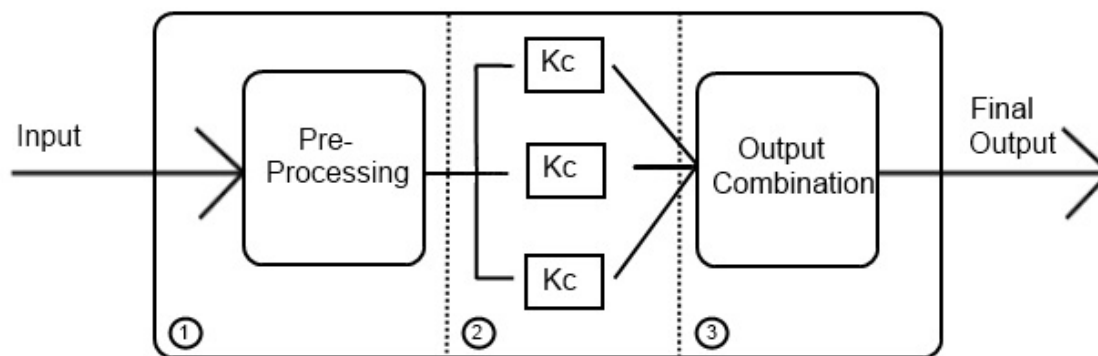 Input
Pre-
Processing
Kc
Kc
Kc
Output
Combination
Final
Output
1
2
3